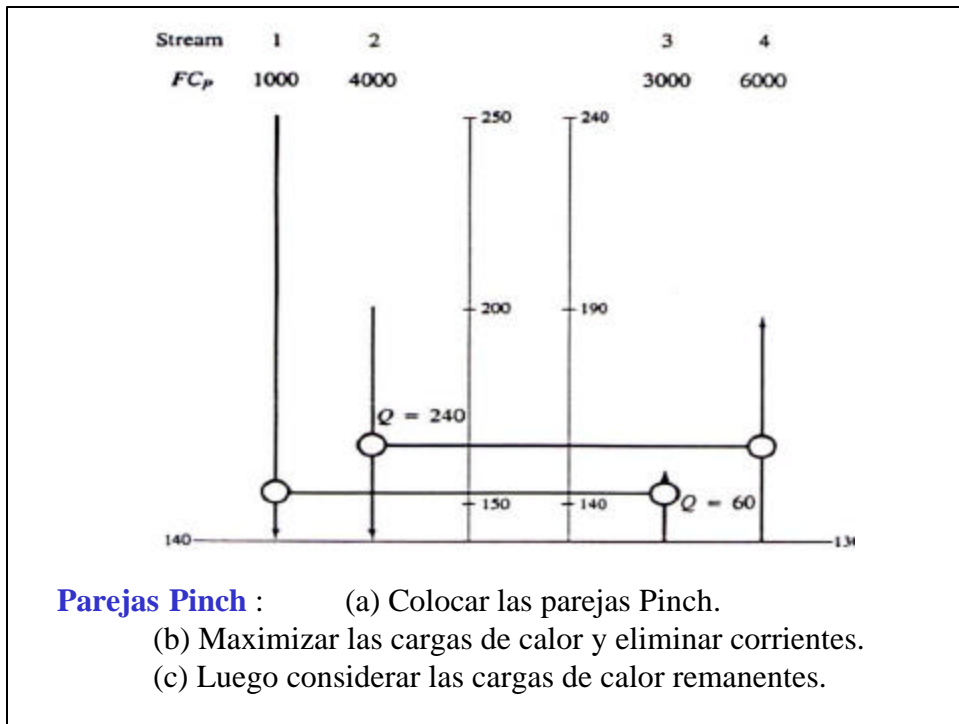 Stream 1 2 3 4
FCp 1000 4000 3000 6000
250 240
200 190
Q = 240
150 140 Q = 60
140 130
Parejas Pinch : (a) Colocar las parejas Pinch.
(b) Maximizar las cargas de calor y eliminar corrientes.
(c) Luego considerar las cargas de calor remanentes.